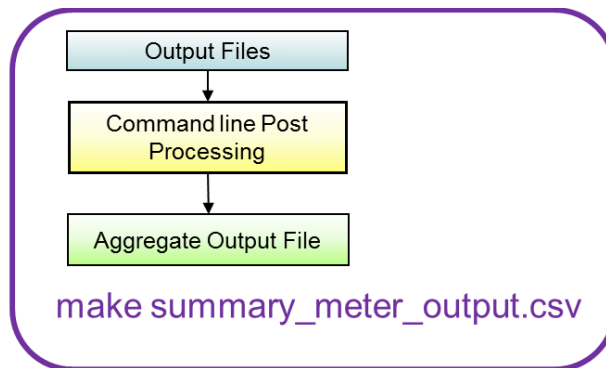 Output Files
Command line Post
Processing
Aggregate Output File
make summary_meter_output.csv